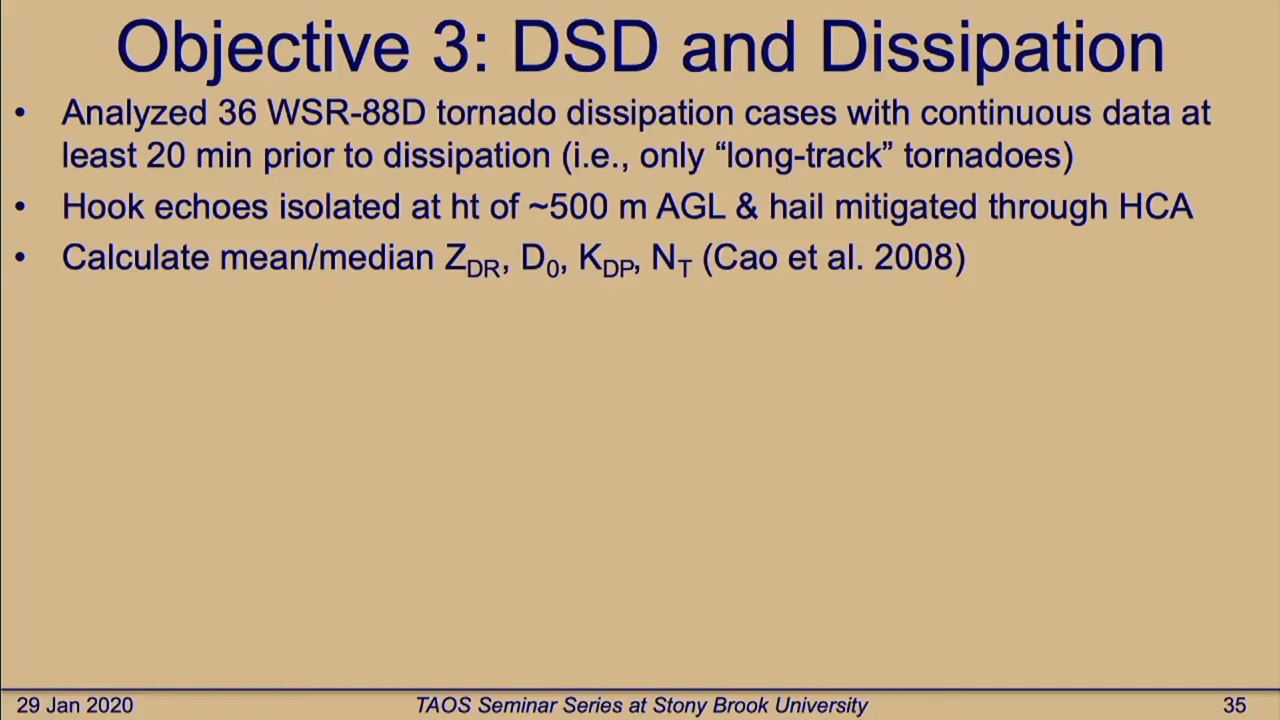 Objective 3: DSD and Dissipation
• Analyzed 36 WSR-88D tornado dissipation cases with continuous data at
least 20 min prior to dissipation (i.e., only “long-track” tornadoes)
• Hook echoes isolated at ht of ~500 m AGL & hail mitigated through HCA
• Calculate mean/median ZDR, D0, KDP, NT (Cao et al. 2008)
29 Jan 2020 TAOS Seminar Series at Stony Brook University 35